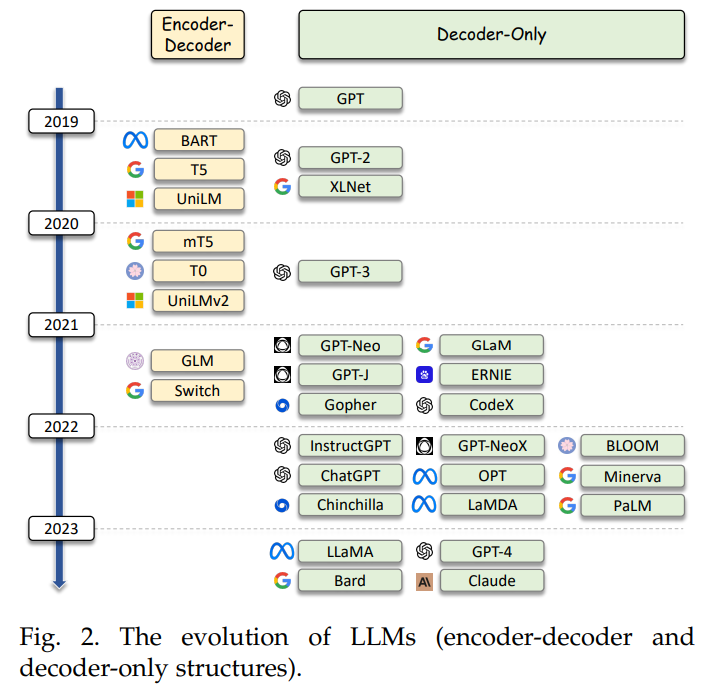 Encoder-
Decoder
Decoder-Only
GPT
2019
BART
T5
GPT-2
UniLM
XLNet
2020
mT5
T0
GPT-3
UniLMv2
2021
GPT-Neo
GLaM
GLM
GPT-J
ERNIE
Switch
Gopher
CodeX
2022
InstructGPT
GPT-NeoX
BLOOM
ChatGPT
OPT
Minerva
Chinchilla
LaMDA
PaLM
2023
LLaMA
GPT-4
Bard
Claude
Fig. 2. The evolution of LLMs (encoder-decoder and
decoder-only structures).